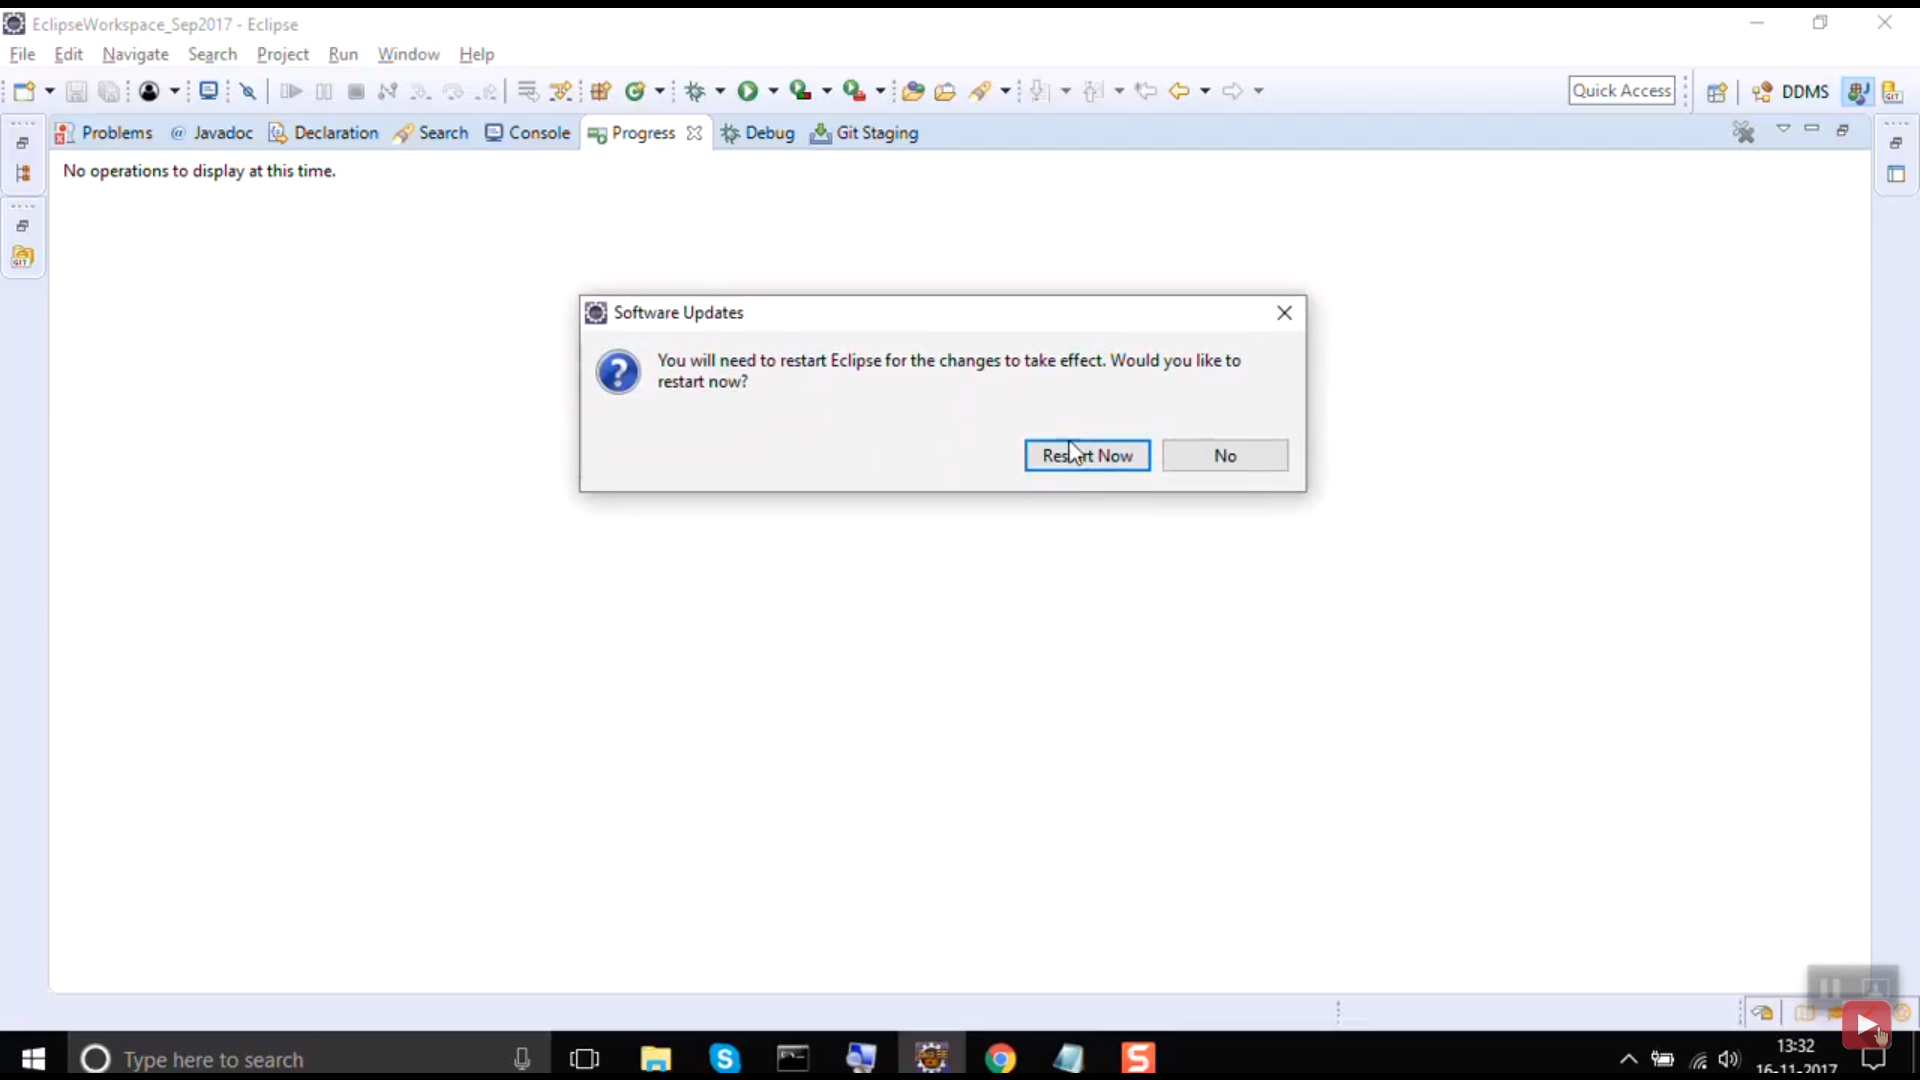 EclipseWorkspace_Sep2017 - Eclipse
File Edit Navigate Search Project Run Window Help
Quick Access DDMS
Problems @ Javadoc Declaration Search Console Progress Debug Git Staging
No operations to display at this time.
Software Updates
You will need to restart Eclipse for the changes to take effect. Would you like to
restart now?
Restart Now No
Type here to search
13:32
16-11-2017